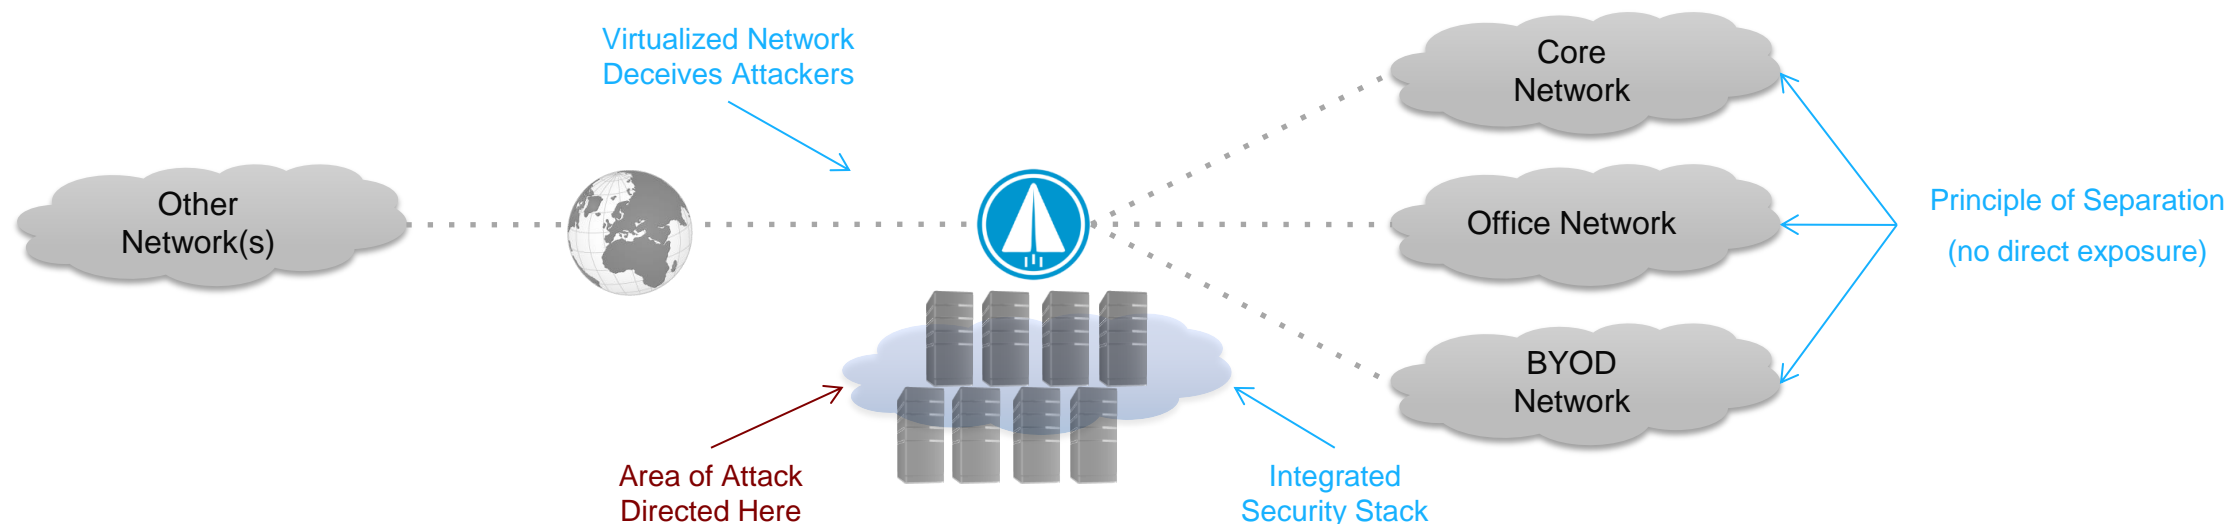 Virtualized Network
Deceives Attackers
Core
Network
Other
Network(s)
Office Network
Principle of Separation
(no direct exposure)
BYOD
Network
Area of Attack
Directed Here
Integrated
Security Stack